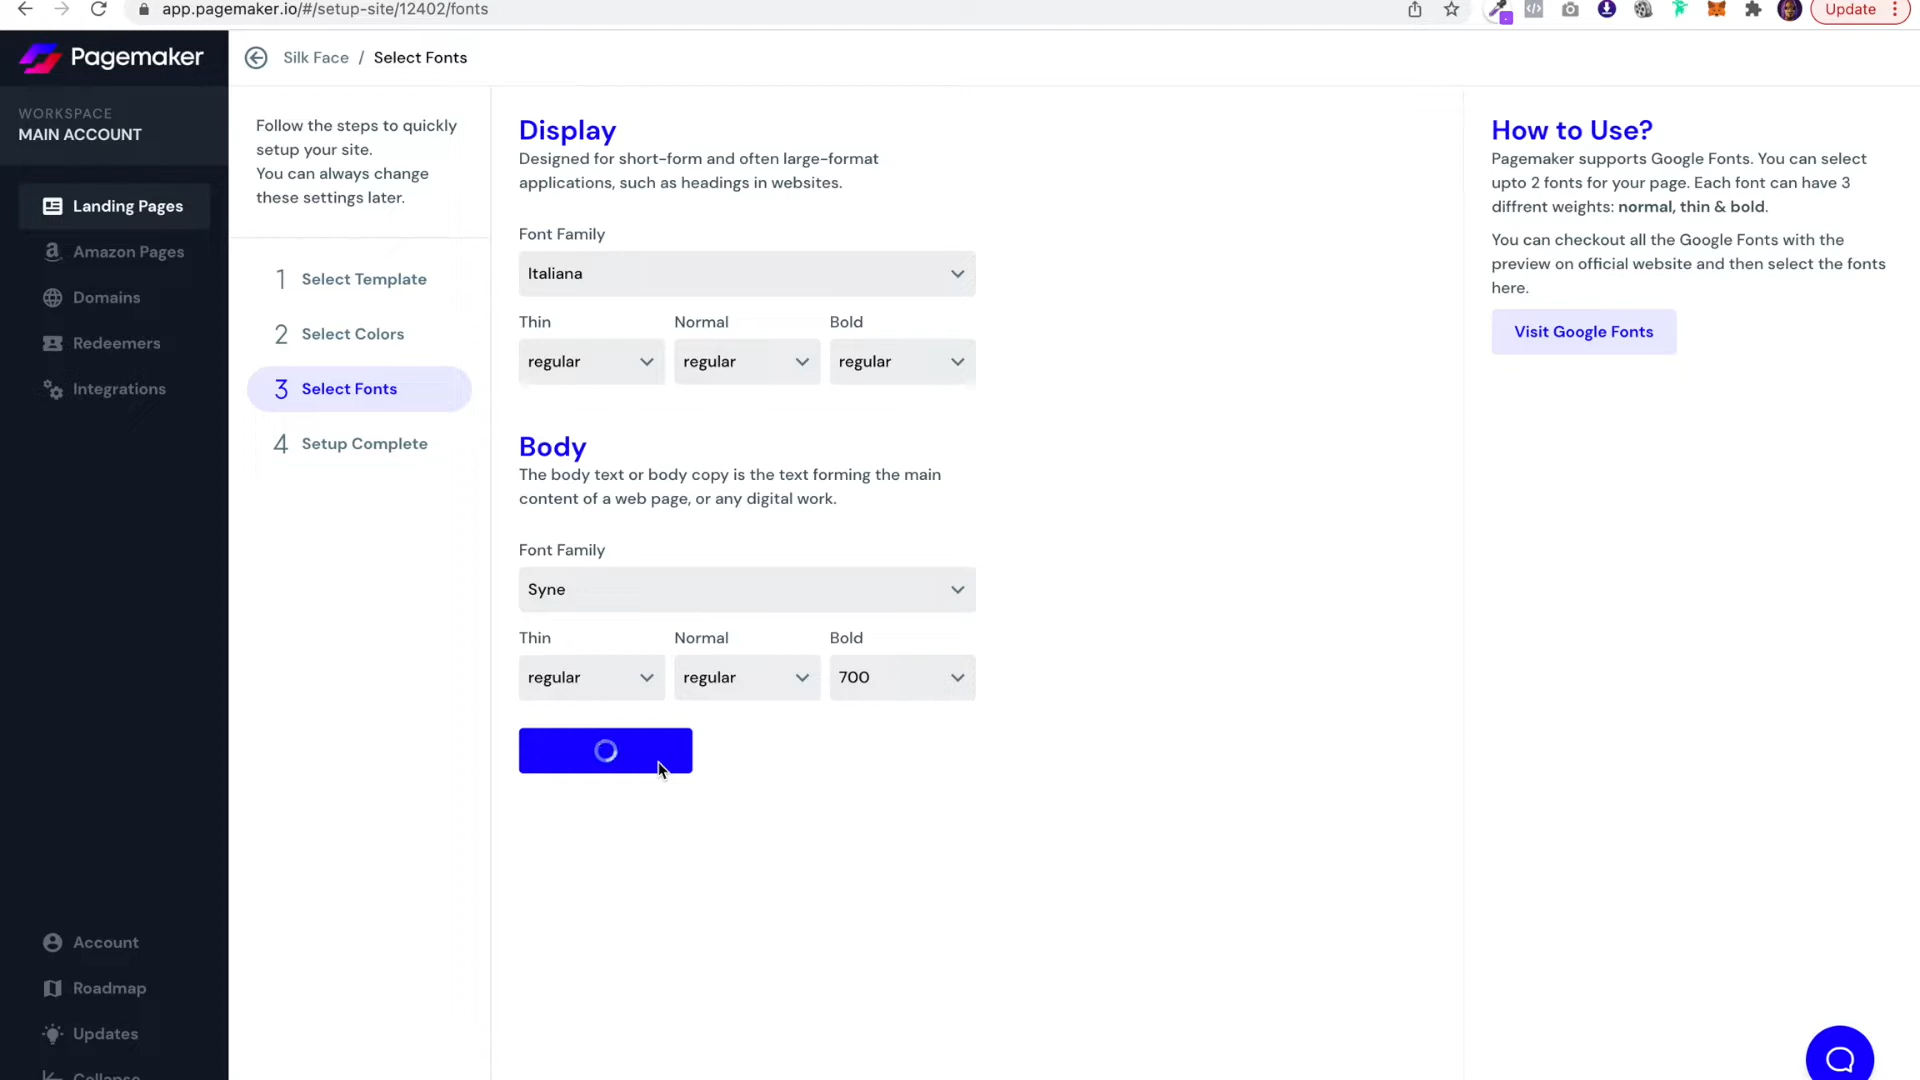 app.pagemaker.io/#/setup-site/12402/fonts
Update
Pagemaker
Silk Face / Select Fonts
WORKSPACE
MAIN ACCOUNT
Landing Pages
Amazon Pages
Domains
Redeemers
Integrations
Account
Roadmap
Updates
Collapse
Follow the steps to quickly
setup your site.
You can always change
these settings later.
1 Select Template
2 Select Colors
3 Select Fonts
4 Setup Complete
Display
Designed for short-form and often large-format
applications, such as headings in websites.
Font Family
Italiana
Thin Normal Bold
regular regular regular
Body
The body text or body copy is the text forming the main
content of a web page, or any digital work.
Font Family
Syne
Thin Normal Bold
regular regular 700
How to Use?
Pagemaker supports Google Fonts. You can select
upto 2 fonts for your page. Each font can have 3
diffrent weights: normal, thin & bold.
You can checkout all the Google Fonts with the
preview on official website and then select the fonts
here.
Visit Google Fonts